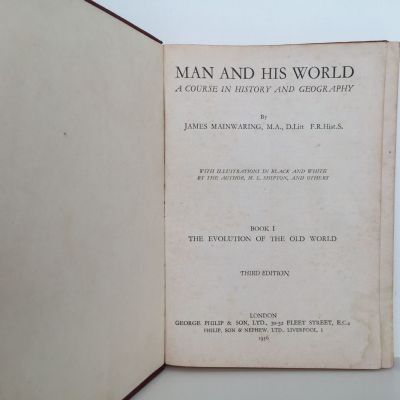 MAN AND HIS WORLD
A COURSE IN HISTORY AND GEOGRAPHY
By
JAMES MAINWARING, M.A., D.Litt F.R.Hist.S.
WITH ILLUSTRATIONS IN BLACK AND WHITE
BY THE AUTHOR, M. L. SHIPTON, AND OTHERS
BOOK I
THE EVOLUTION OF THE OLD WORLD
THIRD EDITION
LONDON
GEORGE PHILIP & SON, LTD., 30-32 FLEET STREET, E.C.4
PHILIP, SON & NEPHEW, LTD., LIVERPOOL, 1
1936